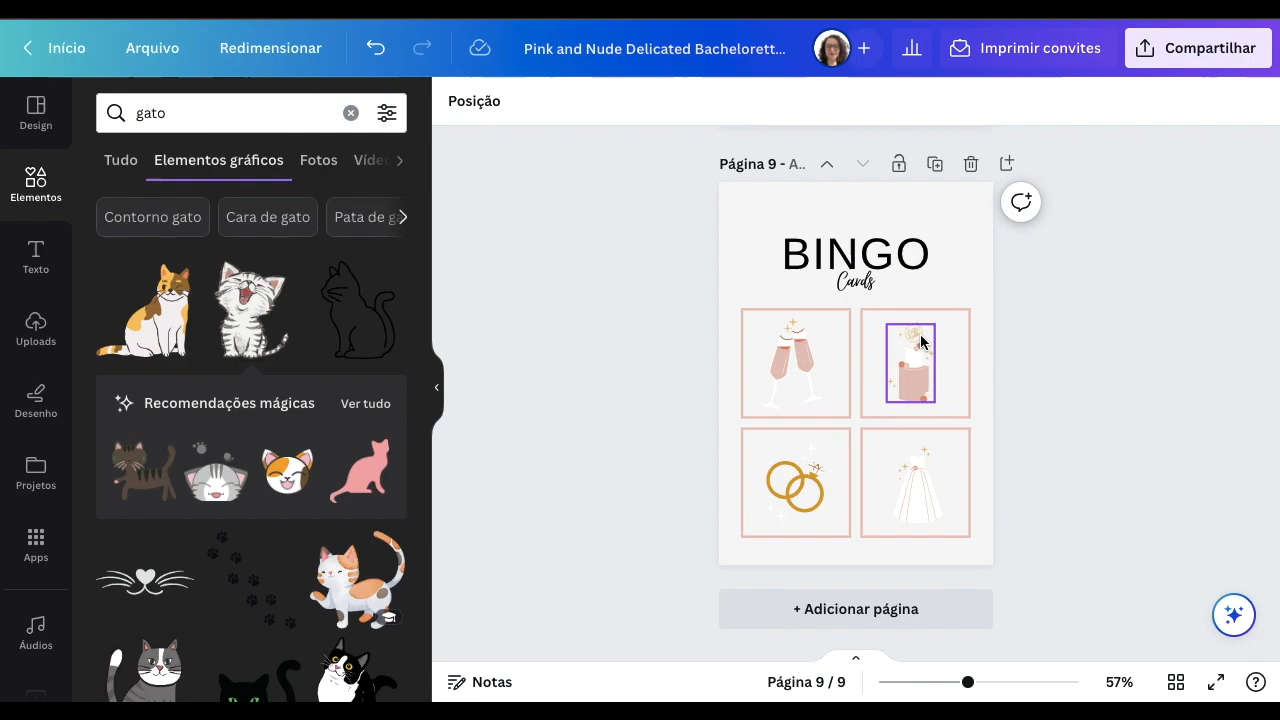 Início
Arquivo
Redimensionar
Pink and Nude Delicated Bachelorett...
Imprimir convites
Compartilhar
Design
Elementos
Texto
Uploads
Desenho
Projetos
Apps
Áudios
gato
Tudo
Elementos gráficos
Fotos
Víde
Contorno gato
Cara de gato
Pata de ga
Recomendações mágicas
Ver tudo
Posição
Página 9 - A..
BINGO
Cards
+ Adicionar página
Notas
Página 9 / 9
57%